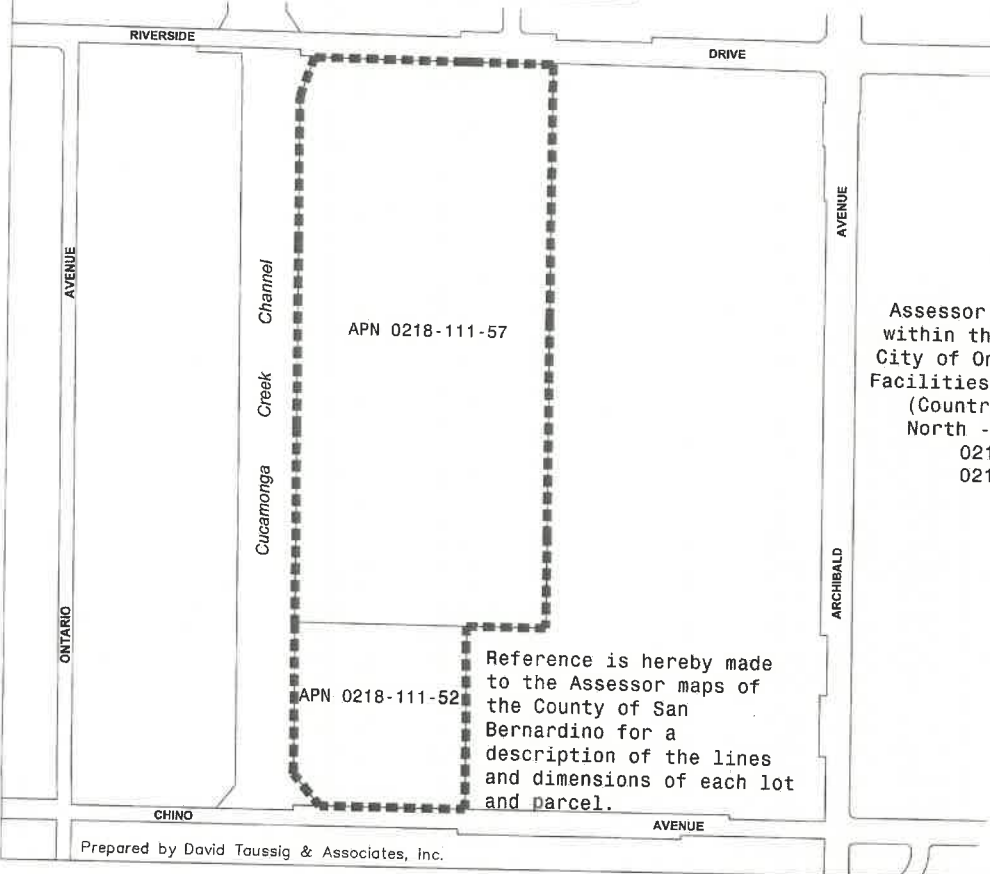 RIVERSIDE
DRIVE
AVENUE
AVENUE
Channel
APN 0218-111-57
Assessor
within th
City of Or
Facilities
(Countr
North -
021
021
Creek
Cucamonga
ARCHIBALD
ONTARIO
APN 0218-111-52
Reference is hereby made
to the Assessor maps of
the County of San
Bernardino for a
description of the lines
and dimensions of each lot
and parcel.
CHINO
AVENUE
Prepared by David Taussig & Associates, Inc.